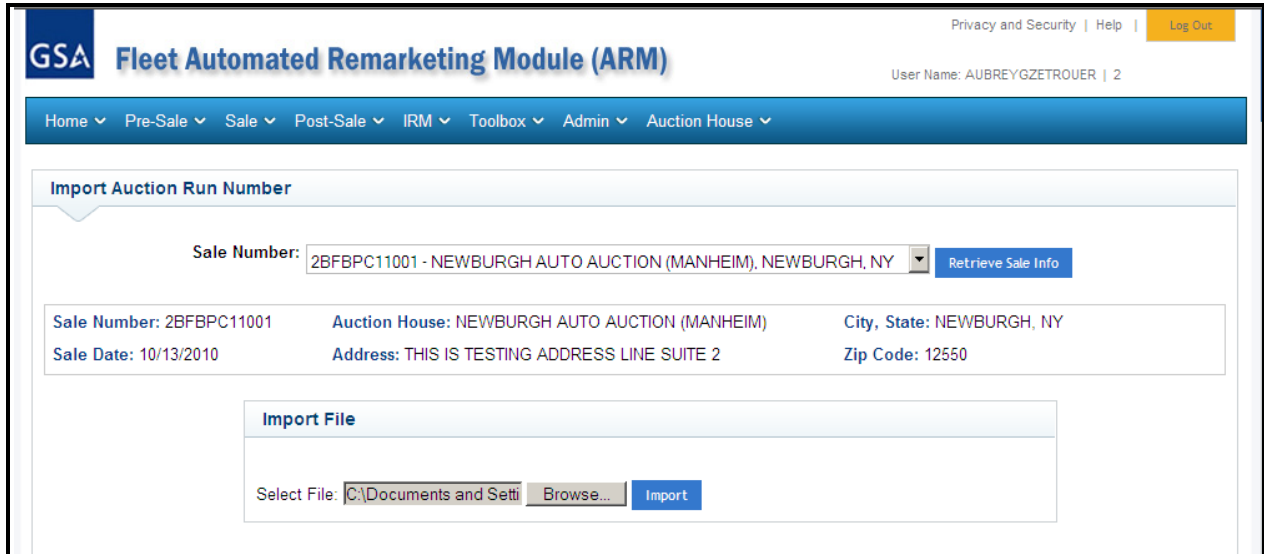 Privacy and Security | Help | Log Out
GSA Fleet Automated Remarketing Module (ARM)
User Name: AUBREYGZETROUER | 2
Home Pre-Sale Sale Post-Sale IRM Toolbox Admin Auction House
Import Auction Run Number
Sale Number: 2BFBPC11001 - NEWBURGH AUTO AUCTION (MANHEIM), NEWBURGH, NY Retrieve Sale Info
Sale Number: 2BFBPC11001 Auction House: NEWBURGH AUTO AUCTION (MANHEIM) City, State: NEWBURGH, NY
Sale Date: 10/13/2010 Address: THIS IS TESTING ADDRESS LINE SUITE 2 Zip Code: 12550
Import File
Select File: C:\Documents and Setti Browse... Import